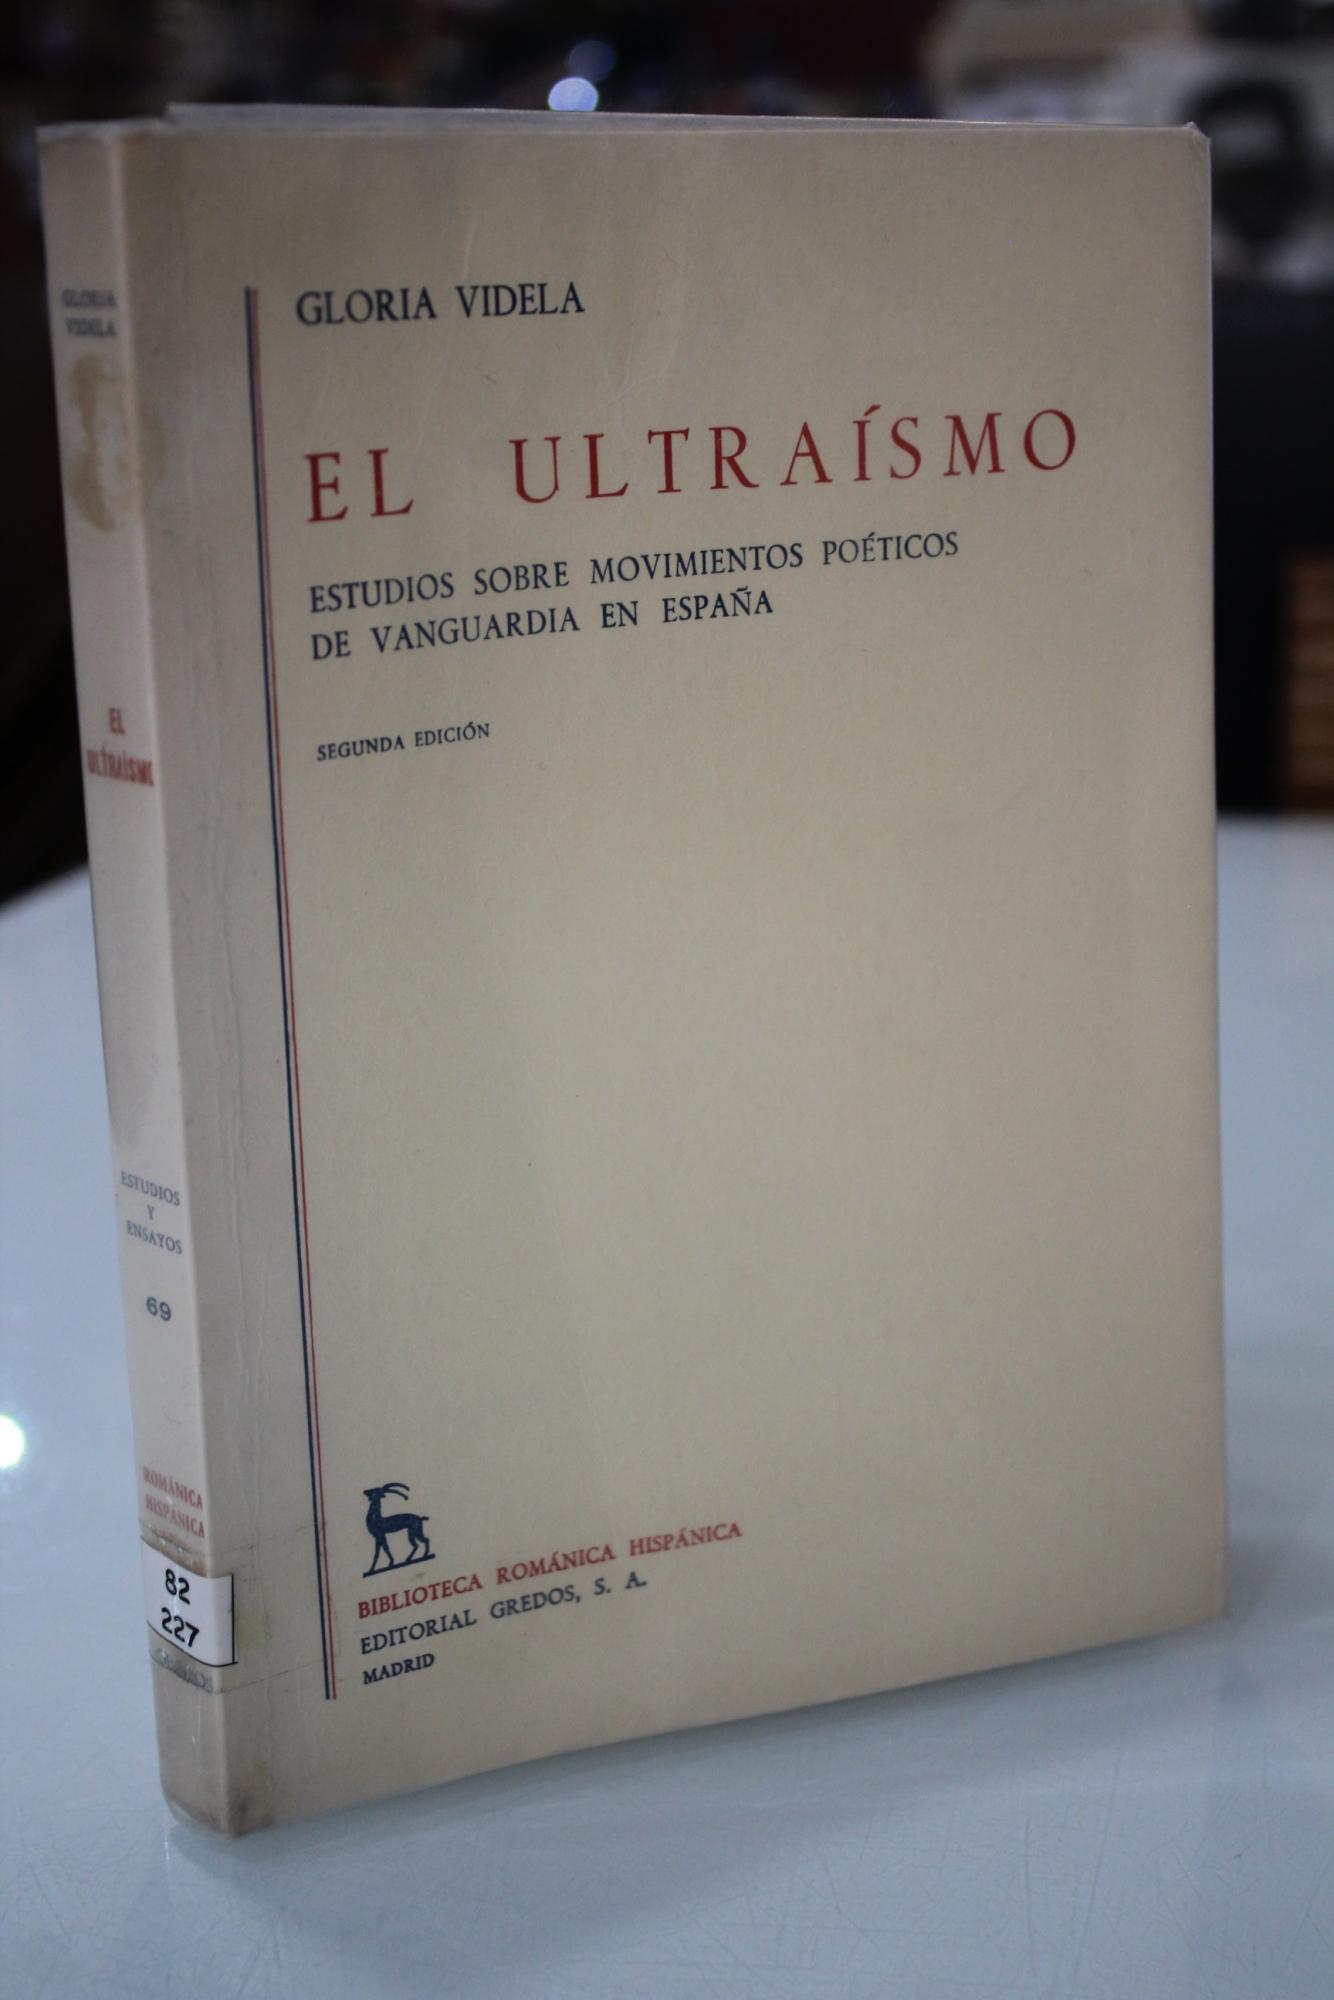 GLORIA VIDELA
EL ULTRAÍSMO
ESTUDIOS SOBRE MOVIMIENTOS POÉTICOS
DE VANGUARDIA EN ESPAÑA
SEGUNDA EDICIÓN
BIBLIOTECA ROMÁNICA HISPÁNICA
EDITORIAL GREDOS, S. A.
MADRID
GLORIA
VIDELA
EL
ULTRAÍSMO
ESTUDIOS
Y
ENSAYOS
69
ROMÁNICA
HISPÁNICA
82
227